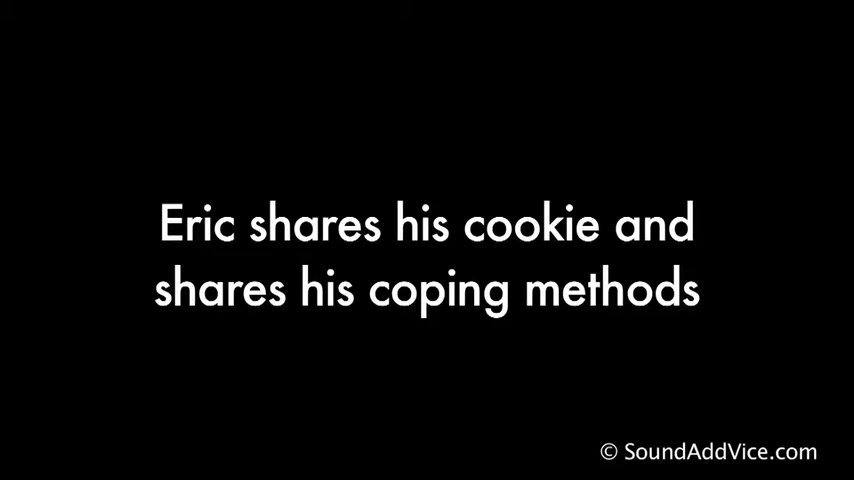 Eric shares his cookie and
shares his coping methods
© SoundAddVice.com